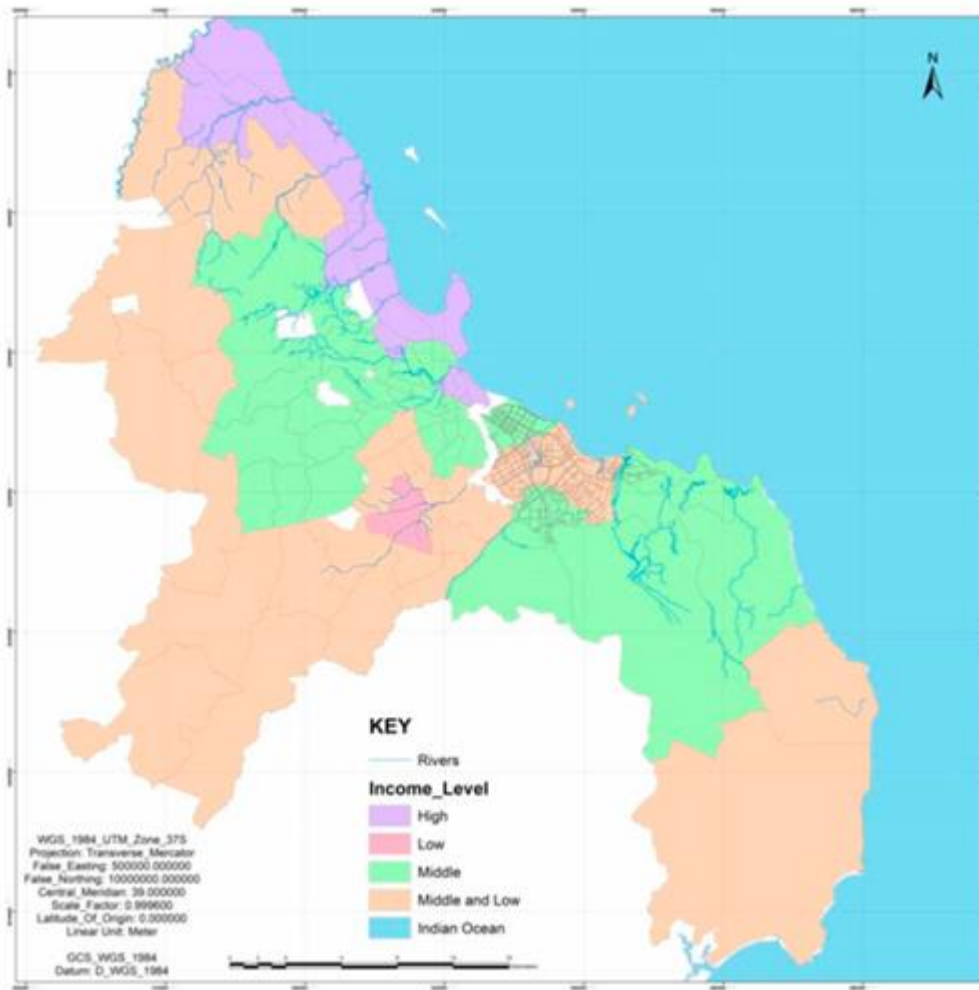 N
KEY
Rivers
Income_Level
High
Low
Middle
Middle and Low
Indian Ocean
WGS_1984_UTM_Zone_37S
Projection: Transverse_Mercator
False_Easting: 500000.000000
False_Northing: 10000000.000000
Central_Meridian: 39.000000
Scale_Factor: 0.999600
Latitude_Of_Origin: 0.000000
Linear Unit: Meter
GCS_WGS_1984
Datum: D_WGS_1984